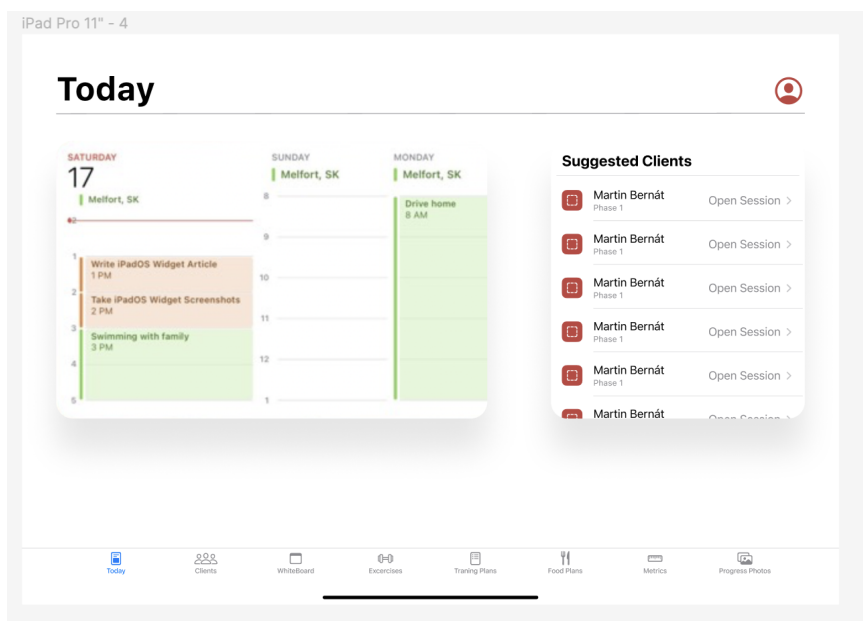 iPad Pro 11" - 4
Today
SATURDAY
17
Melfort, SK
12
1
Write iPadOS Widget Article
1 PM
2
Take iPadOS Widget Screenshots
2 PM
3
Swimming with family
3 PM
4
5
SUNDAY
Melfort, SK
8
9
10
11
12
1
MONDAY
Melfort, SK
Drive home
8 AM
Suggested Clients
Martin Bernát
Phase 1
Open Session
Martin Bernát
Phase 1
Open Session
Martin Bernát
Phase 1
Open Session
Martin Bernát
Phase 1
Open Session
Martin Bernát
Phase 1
Open Session
Martin Bernát
Open Session
Today
Clients
WhiteBoard
Excercises
Traning Plans
Food Plans
Metrics
Progress Photos